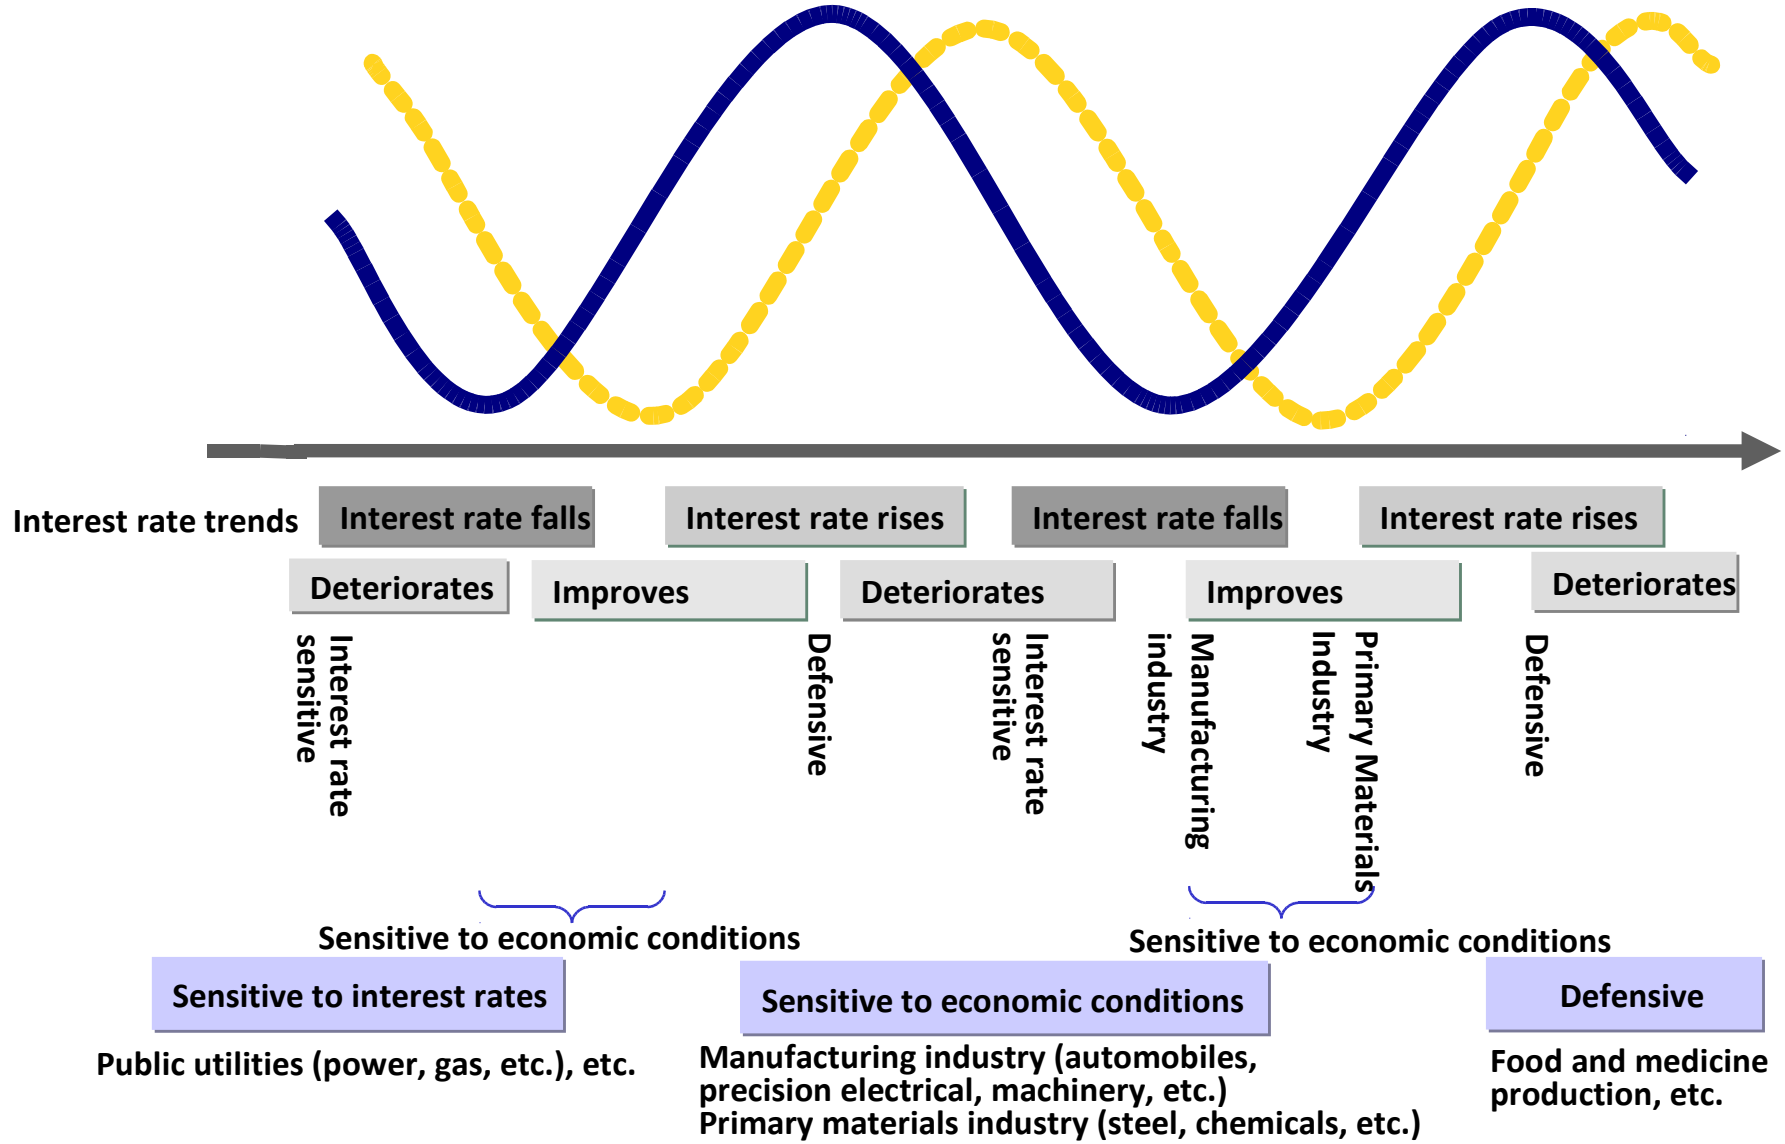 Interest rate trends
Interest rate falls
Interest rate rises
Interest rate falls
Interest rate rises
Deteriorates
Improves
Deteriorates
Improves
Deteriorates
Interest rate
sensitive
Defensive
Interest rate
sensitive
Manufacturing
industry
Primary Materials
Industry
Defensive
Sensitive to economic conditions
Sensitive to economic conditions
Sensitive to interest rates
Sensitive to economic conditions
Defensive
Public utilities (power, gas, etc.), etc.
Manufacturing industry (automobiles,
precision electrical, machinery, etc.)
Primary materials industry (steel, chemicals, etc.)
Food and medicine
production, etc.